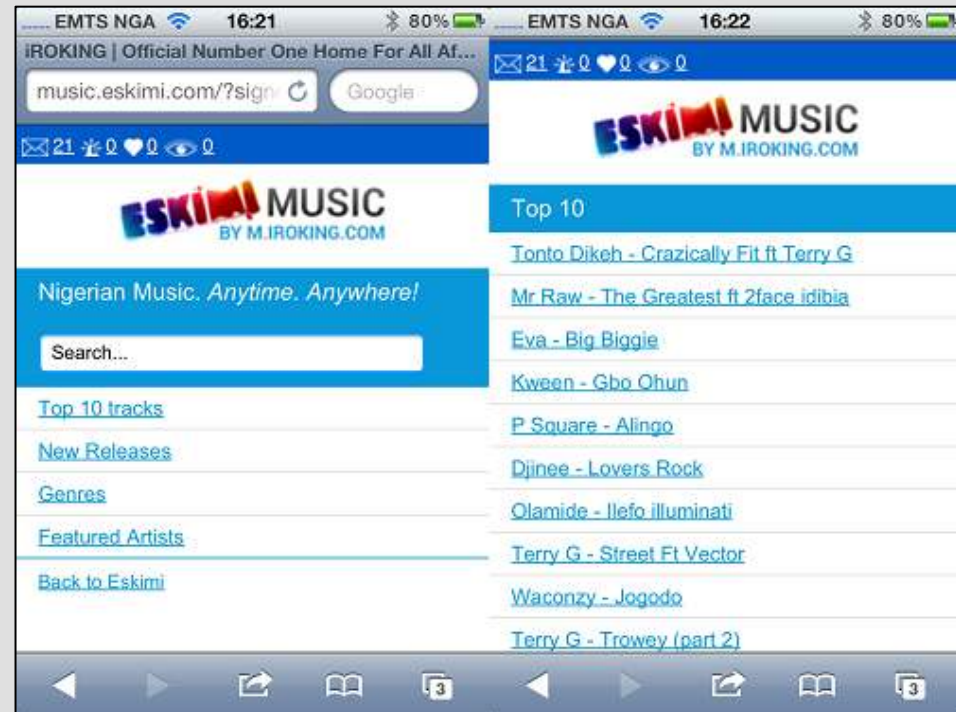 EMTS NGA 16:21 80%
iROKING | Official Number One Home For All Af...
music.eskimi.com/?sign
Google
21 0 0 0
ESKIMI MUSIC
BY M.IROKING.COM
Nigerian Music. Anytime. Anywhere!
Search...
Top 10 tracks
New Releases
Genres
Featured Artists
Back to Eskimi
3
EMTS NGA 16:22 80%
21 0 0 0
ESKIMI MUSIC
BY M.IROKING.COM
Top 10
Tonto Dikeh - Crazically Fit ft Terry G
Mr Raw - The Greatest ft 2face idibia
Eva - Big Biggie
Kween - Gbo Ohun
P Square - Alingo
Djinee - Lovers Rock
Olamide - Ilefo illuminati
Terry G - Street Ft Vector
Waconzy - Jogodo
Terry G - Trowey (part 2)
3